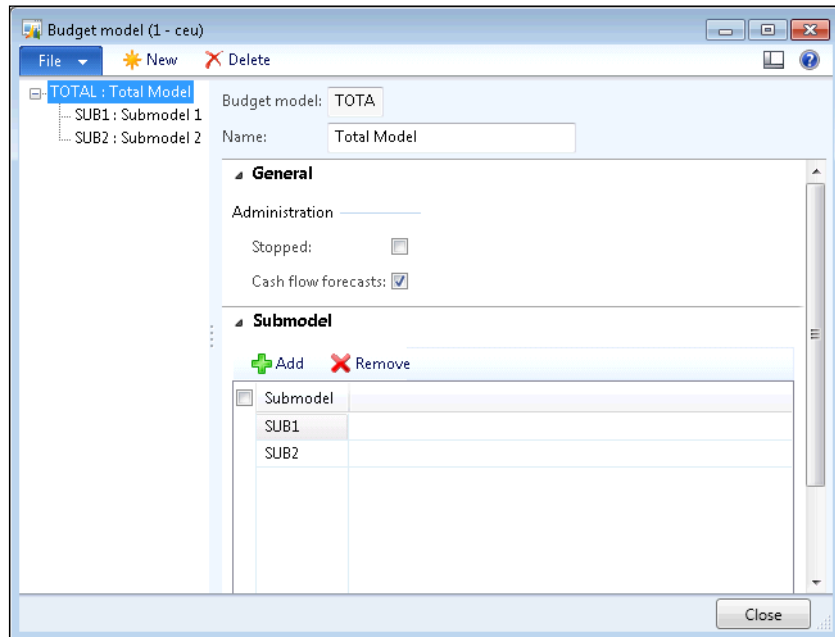 Budget model (1 - ceu)
File New Delete
TOTAL : Total Model
SUB1 : Submodel 1
SUB2 : Submodel 2
Budget model: TOTA
Name: Total Model
General
Administration
Stopped:
Cash flow forecasts:
Submodel
Add Remove
Submodel
SUB1
SUB2
Close